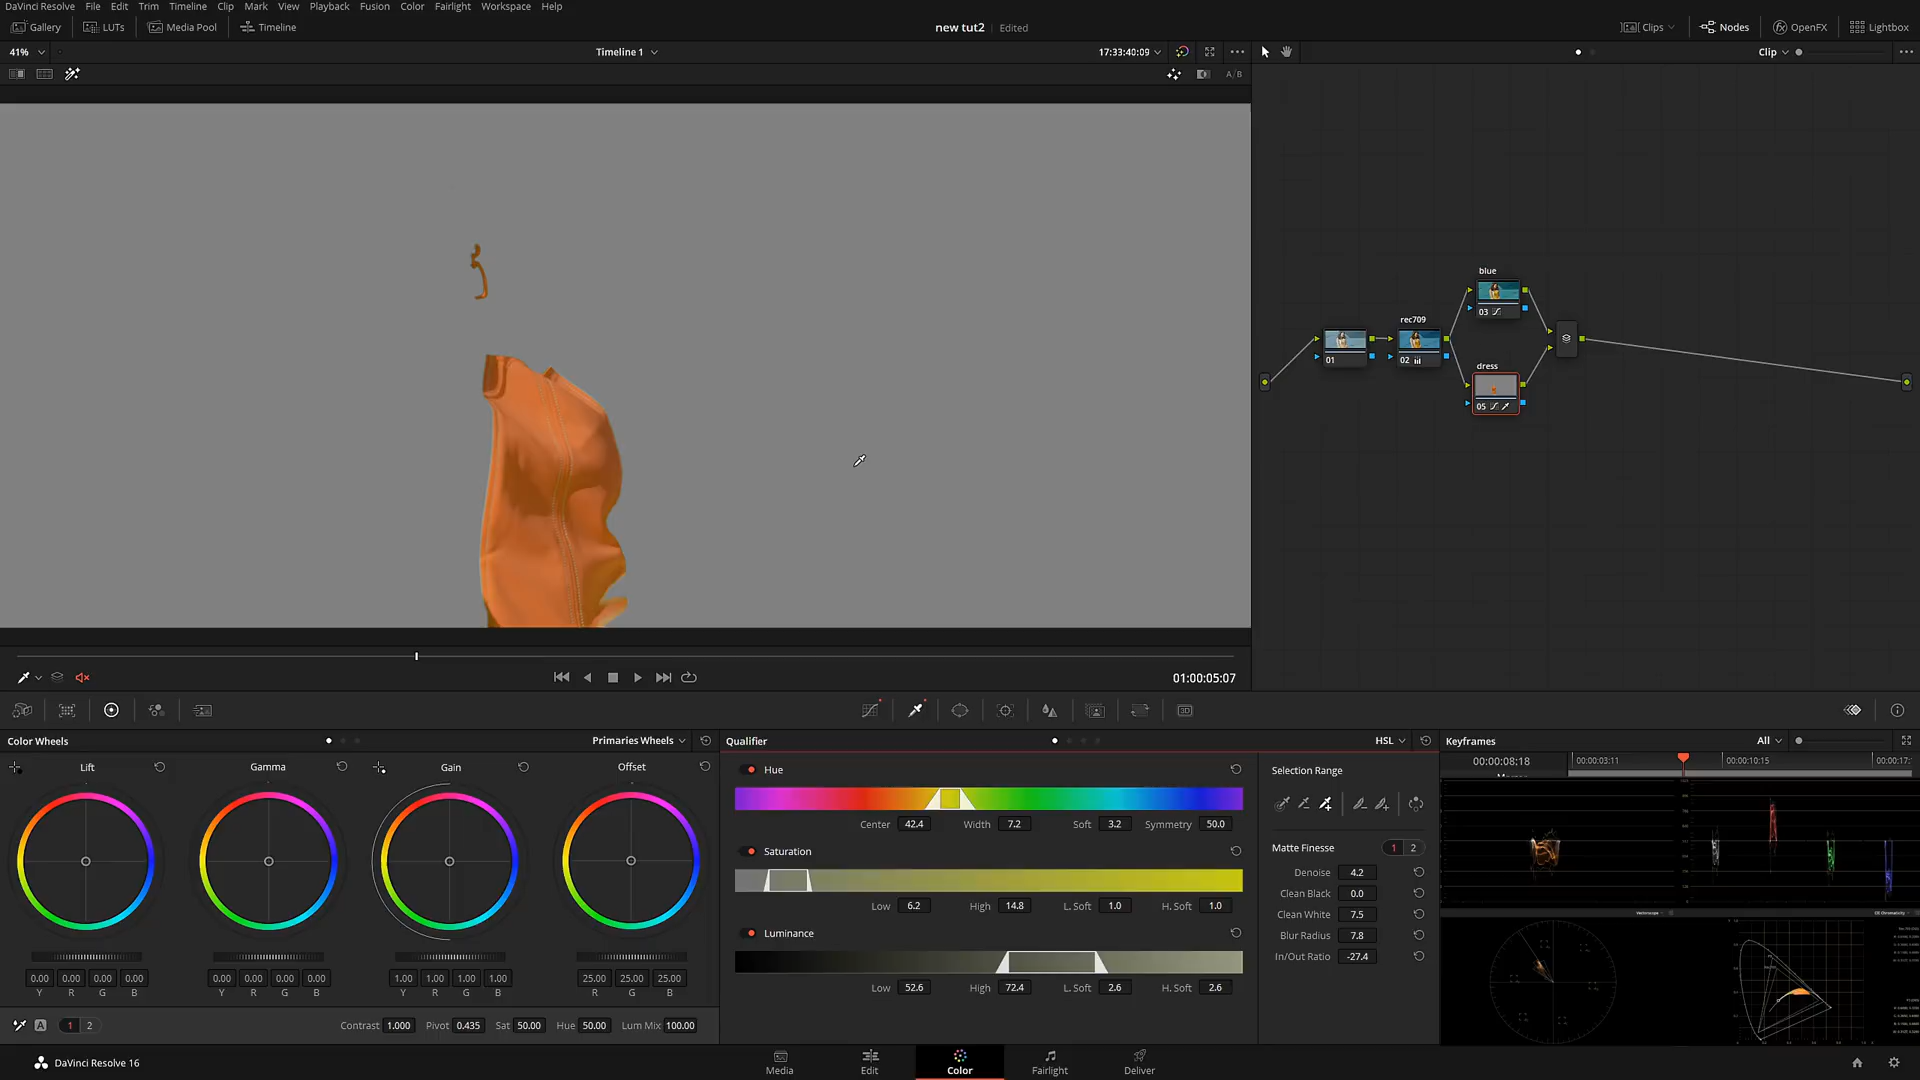 DaVinci Resolve File Edit Trim Timeline Clip Mark View Playback Fusion Color Fairlight Workspace Help
Gallery LUTs Media Pool Timeline new tut2 Edited Clips Nodes OpenFX Lightbox
41% Timeline 1 17:33:40:09 Clip
A/B
blue
03
rec709
01 02
dress
05
01:00:05:07
Color Wheels Primaries Wheels Qualifier HSL Keyframes All
Lift Gamma Gain Offset Hue Selection Range 00:00:08:18 00:00:03:11 00:00:10:15 00:00:17:
Center 42.4 Width 7.2 Soft 3.2 Symmetry 50.0
Saturation Matte Finesse 1 2
Denoise 4.2
Clean Black 0.0
Low 6.2 High 14.8 L. Soft 1.0 H. Soft 1.0
Clean White 7.5
Luminance Blur Radius 7.8
In/Out Ratio -27.4
0.00 0.00 0.00 0.00 0.00 0.00 0.00 0.00 1.00 1.00 1.00 1.00 25.00 25.00 25.00
Low 52.6 High 72.4 L. Soft 2.6 H. Soft 2.6
Y R G B Y R G B Y R G B R G B
A 1 2 Contrast 1.000 Pivot 0.435 Sat 50.00 Hue 50.00 Lum Mix 100.00
DaVinci Resolve 16 Media Edit Color Fairlight Deliver
3D